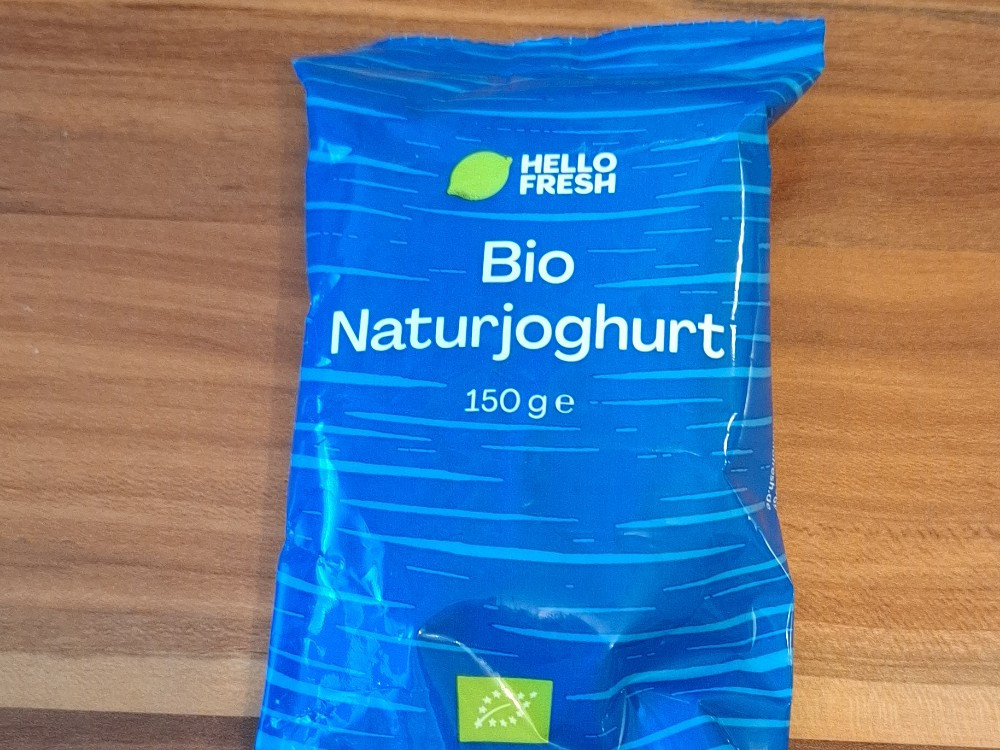 HELLO
FRESH
Bio
Naturjoghurt
150 g ℮